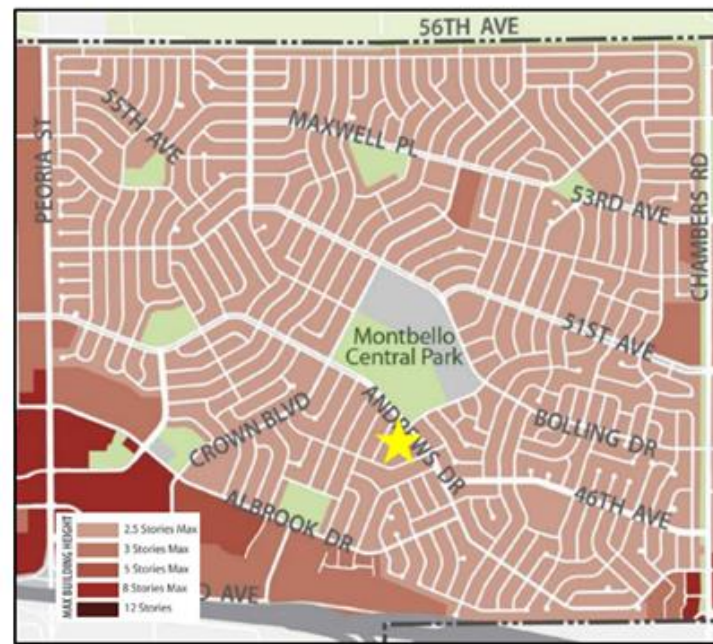 56TH AVE
55TH AVE
MAXWELL PL
PEORIA ST
53RD AVE
CHAMBERS RD
51ST AVE
Montbello
Central Park
ANDREWS DR
BOLLING DR
CROWN BLVD
46TH AVE
ALBROOK DR
AVE
MAX BUILDING HEIGHT
2.5 Stories Max
3 Stories Max
5 Stories Max
8 Stories Max
12 Stories